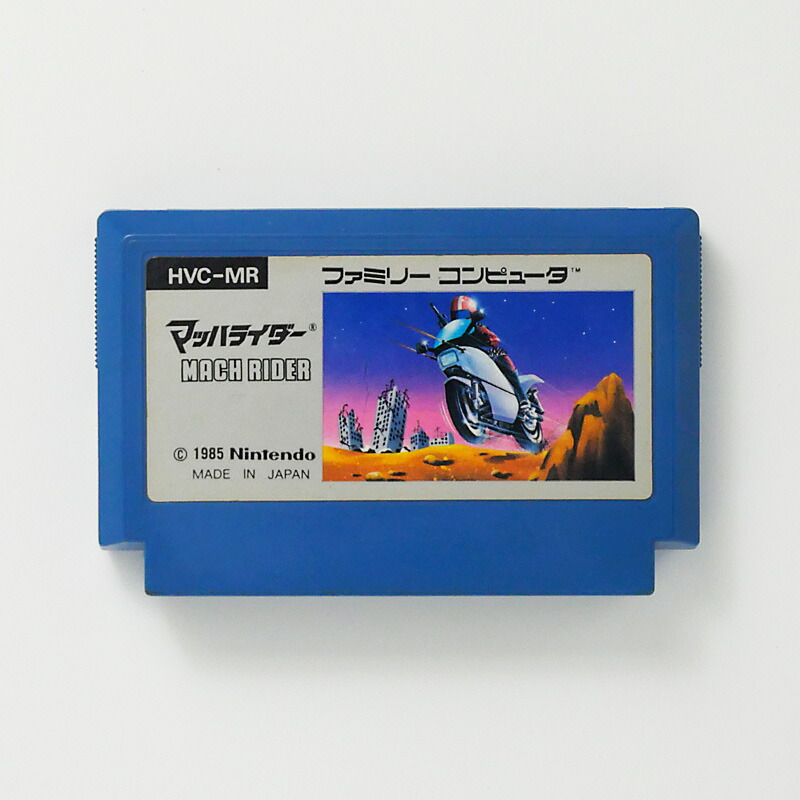 HVC-MR
ファミリー コンピュータ™
マッハライダー®
MACH RIDER
© 1985 Nintendo
MADE IN JAPAN